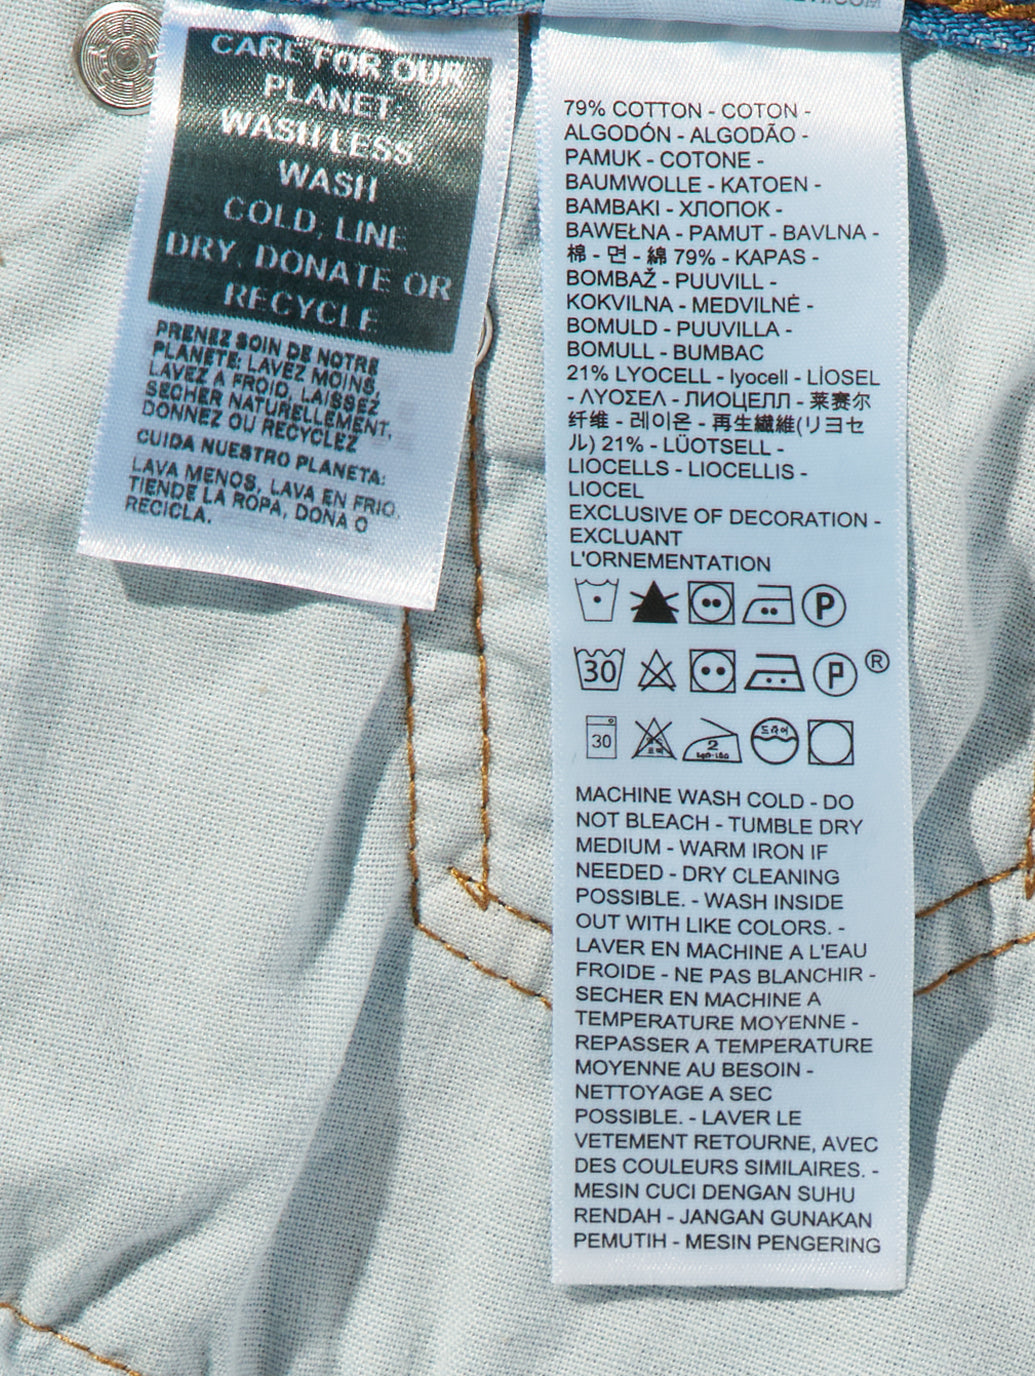 CARE FOR OUR
PLANET:
WASH LESS
WASH
COLD, LINE
DRY, DONATE OR
RECYCLE
PRENEZ SOIN DE NOTRE
PLANETE: LAVEZ MOINS,
LAVEZ A FROID, LAISSEZ
SECHER NATURELLEMENT,
DONNEZ OU RECYCLEZ
CUIDA NUESTRO PLANETA:
LAVA MENOS, LAVA EN FRIO,
TIENDE LA ROPA, DONA O
RECICLA.
79% COTTON - COTON -
ALGODÓN - ALGODÃO -
PAMUK - COTONE -
BAUMWOLLE - KATOEN -
BAMBAKI - ХЛОПОК -
BAWEŁNA - PAMUT - BAVLNA -
棉 - 면 - 綿 79% - KAPAS -
BOMBAŽ - PUUVILL -
KOKVILNA - MEDVILNĖ -
BOMULD - PUUVILLA -
BOMULL - BUMBAC
21% LYOCELL - lyocell - LİOSEL
- ΛΥΟΣΕΛ - ЛИОЦЕЛЛ - 莱赛尔
纤维 - 레이온 - 再生繊維(リヨセ
ル) 21% - LÜOTSELL -
LIOCELLS - LIOCELLIS -
LIOCEL
EXCLUSIVE OF DECORATION -
EXCLUANT
L'ORNEMENTATION
P
30 P ®
30 2 드라이
MACHINE WASH COLD - DO
NOT BLEACH - TUMBLE DRY
MEDIUM - WARM IRON IF
NEEDED - DRY CLEANING
POSSIBLE. - WASH INSIDE
OUT WITH LIKE COLORS. -
LAVER EN MACHINE A L'EAU
FROIDE - NE PAS BLANCHIR -
SECHER EN MACHINE A
TEMPERATURE MOYENNE -
REPASSER A TEMPERATURE
MOYENNE AU BESOIN -
NETTOYAGE A SEC
POSSIBLE. - LAVER LE
VETEMENT RETOURNE, AVEC
DES COULEURS SIMILAIRES. -
MESIN CUCI DENGAN SUHU
RENDAH - JANGAN GUNAKAN
PEMUTIH - MESIN PENGERING